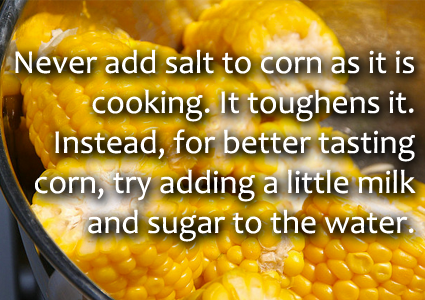 Never add salt to corn as it is
cooking. It toughens it.
Instead, for better tasting
corn, try adding a little milk
and sugar to the water.